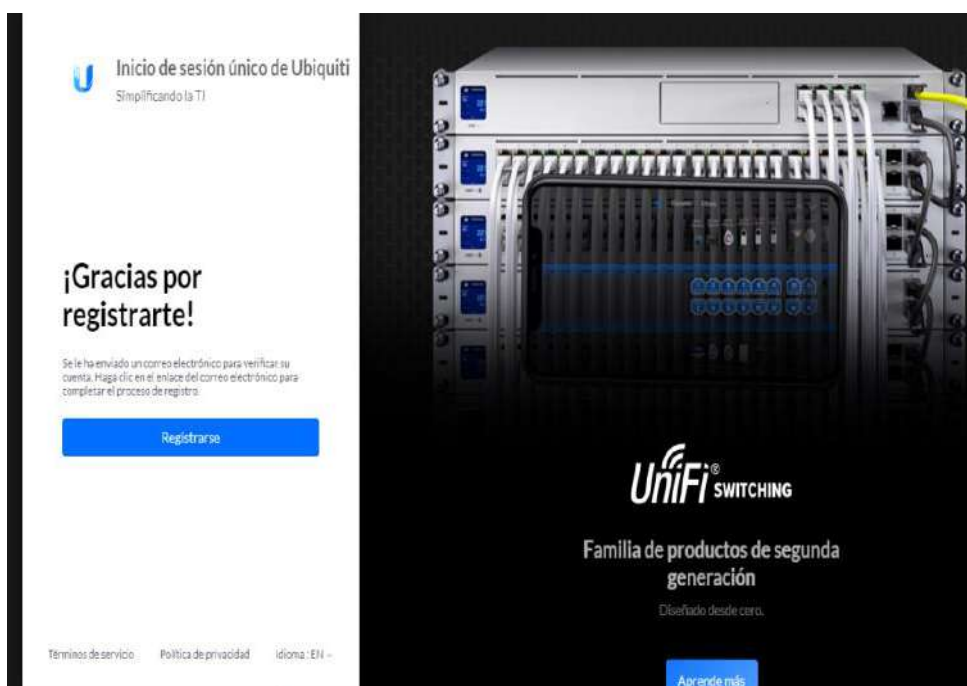 Inicio de sesión único de Ubiquiti
Simplificando la TI
¡Gracias por
registrarte!
Se le ha enviado un correo electrónico para verificar su
cuenta. Haga clic en el enlace del correo electrónico para
completar el proceso de registro.
Registrarse
Términos de servicio Política de privacidad idioma : EN
UniFi® SWITCHING
Familia de productos de segunda
generación
Diseñado desde cero.
Aprende más